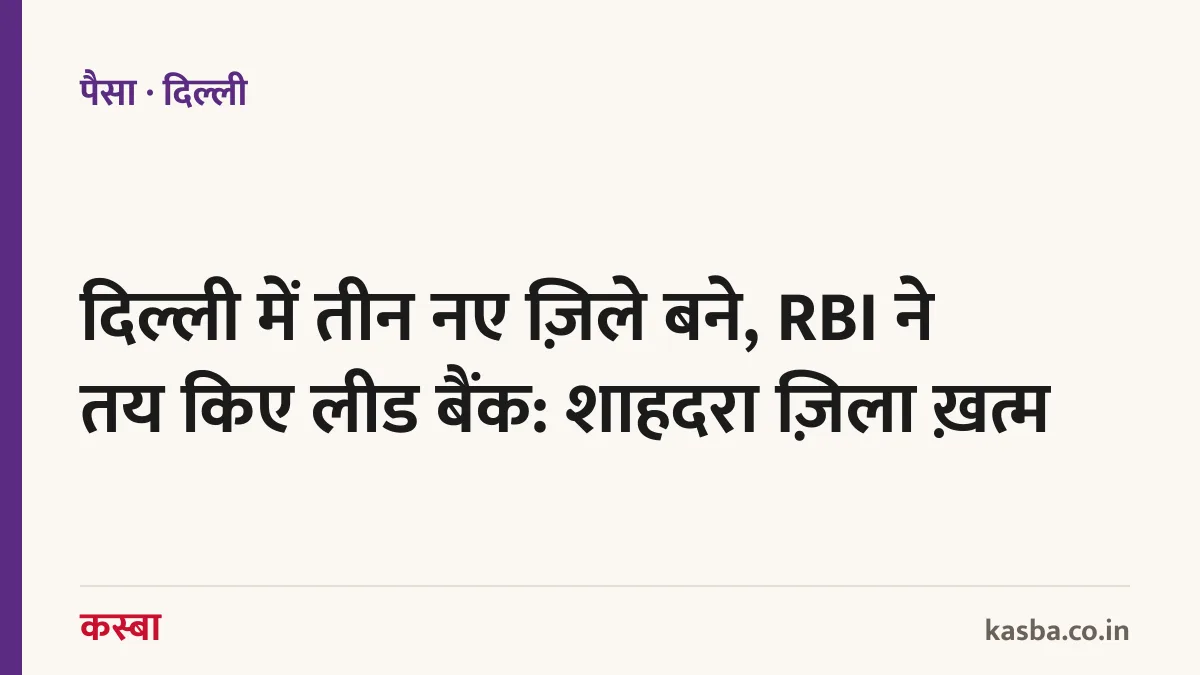 पैसा · दिल्ली
दिल्ली में तीन नए ज़िले बने, RBI ने
तय किए लीड बैंक: शाहदरा ज़िला ख़त्म
कस्बा
kasba.co.in